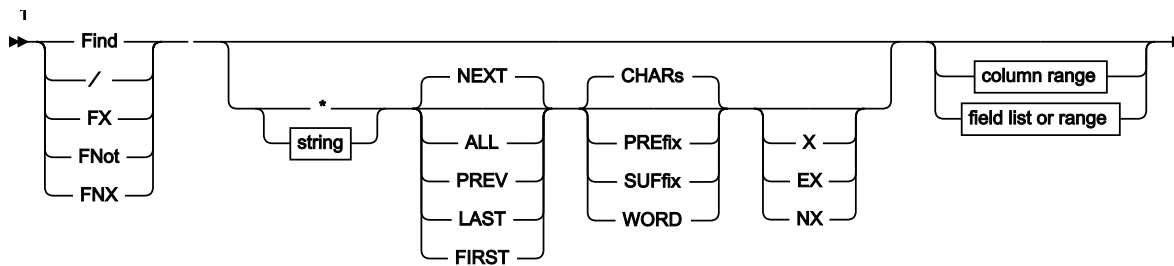 1
Find
/
FX
FNot
FNX
*
string
NEXT
ALL
PREV
LAST
FIRST
CHARs
PREfix
SUFfix
WORD
X
EX
NX
column range
field list or range